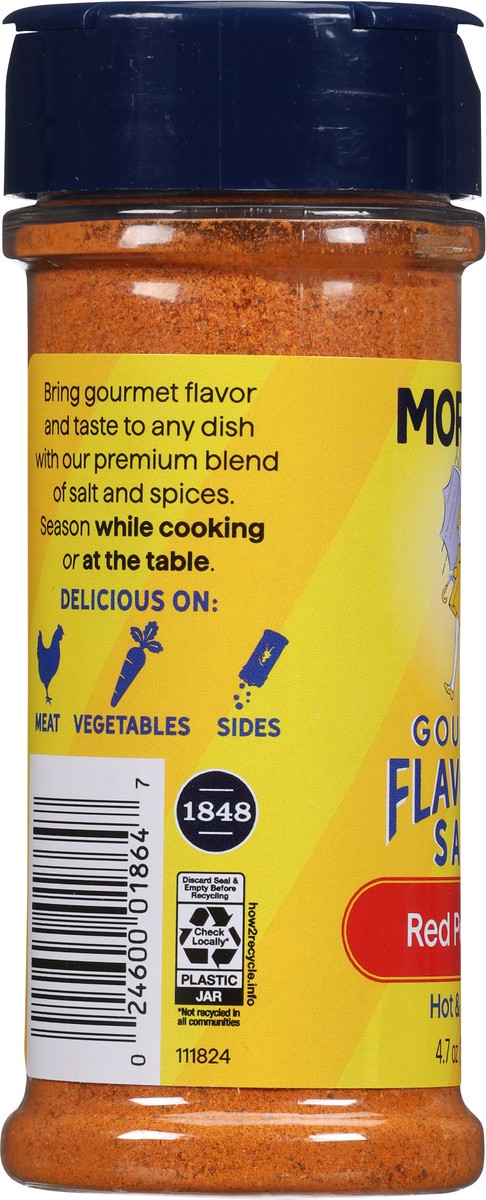 Bring gourmet flavor
and taste to any dish
with our premium blend
of salt and spices.
Season while cooking
or at the table.
DELICIOUS ON:
MEAT VEGETABLES SIDES
0 24600 01864 7
1848
Discard Seal &
Empty Before
Recycling
Check
Locally*
PLASTIC
JAR
*Not recycled in
all communities
how2recycle.info
111824
MOR
GOU
FLAV
SA
Red P
Hot &
4.7 oz